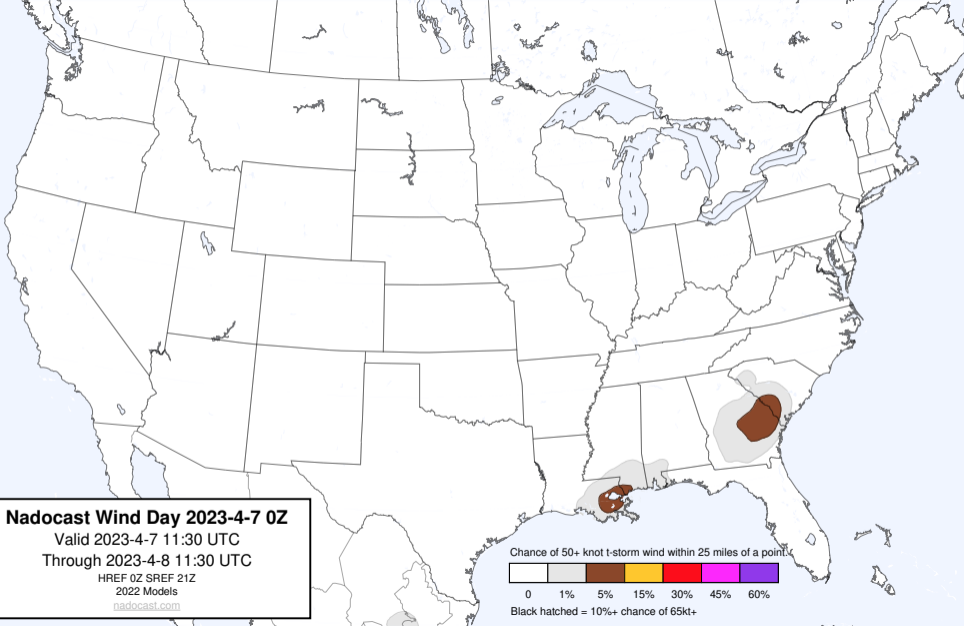 Nadocast Wind Day 2023-4-7 0Z
Valid 2023-4-7 11:30 UTC
Through 2023-4-8 11:30 UTC
HREF 0Z SREF 21Z
2022 Models
nadocast.com
Chance of 50+ knot t-storm wind within 25 miles of a point.
0 1% 5% 15% 30% 45% 60%
Black hatched = 10%+ chance of 65kt+